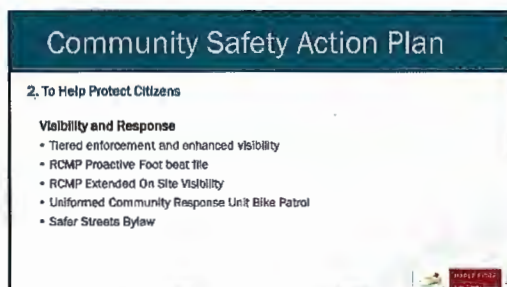 Community Safety Action Plan
2. To Help Protect Citizens
Visibility and Response
• Tiered enforcement and enhanced visibility
• RCMP Proactive Foot beat file
• RCMP Extended On Site Visibility
• Uniformed Community Response Unit Bike Patrol
• Safer Streets Bylaw